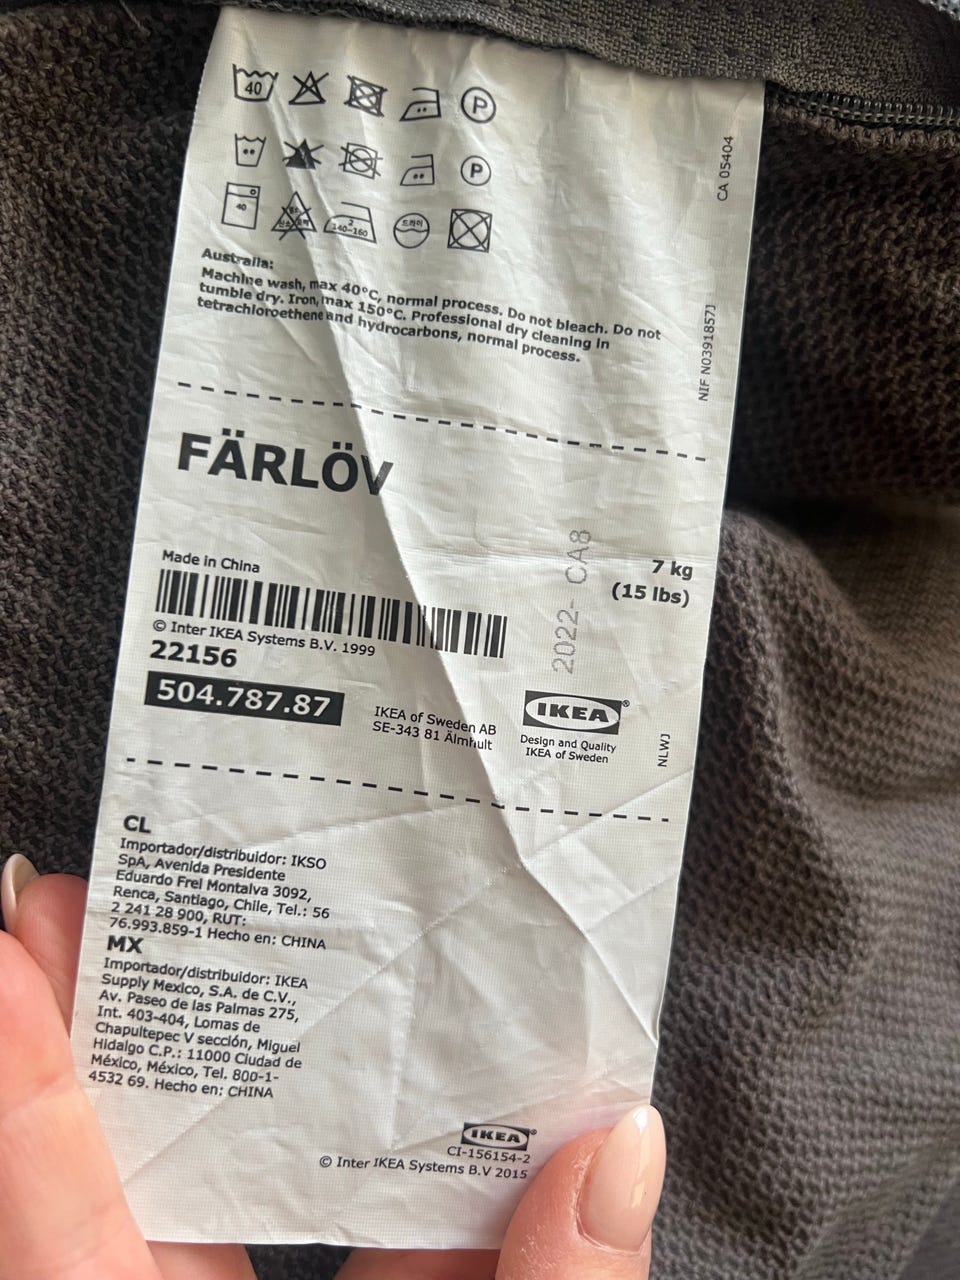 40
P
P
40
드라이
2
140-160
CA 05404
NIF N0391857J
Australia:
Machine wash, max 40°C, normal process. Do not bleach. Do not
tumble dry. Iron, max 150°C. Professional dry cleaning in
tetrachloroethene and hydrocarbons, normal process.
FÄRLÖV
Made in China
7 kg
(15 lbs)
2022- CA8
© Inter IKEA Systems B.V. 1999
22156
504.787.87
IKEA of Sweden AB
SE-343 81 Älmhult
IKEA®
Design and Quality
IKEA of Sweden
NLWJ
CL
Importador/distribuidor: IKSO
SpA, Avenida Presidente
Eduardo Frei Montalva 3092,
Renca, Santiago, Chile, Tel.: 56
2 241 28 900, RUT:
76.993.859-1 Hecho en: CHINA
MX
Importador/distribuidor: IKEA
Supply Mexico, S.A. de C.V.,
Av. Paseo de las Palmas 275,
Int. 403-404, Lomas de
Chapultepec V sección, Miguel
Hidalgo C.P.: 11000 Ciudad de
México, México, Tel. 800-1-
4532 69. Hecho en: CHINA
IKEA®
CI-156154-2
© Inter IKEA Systems B.V 2015